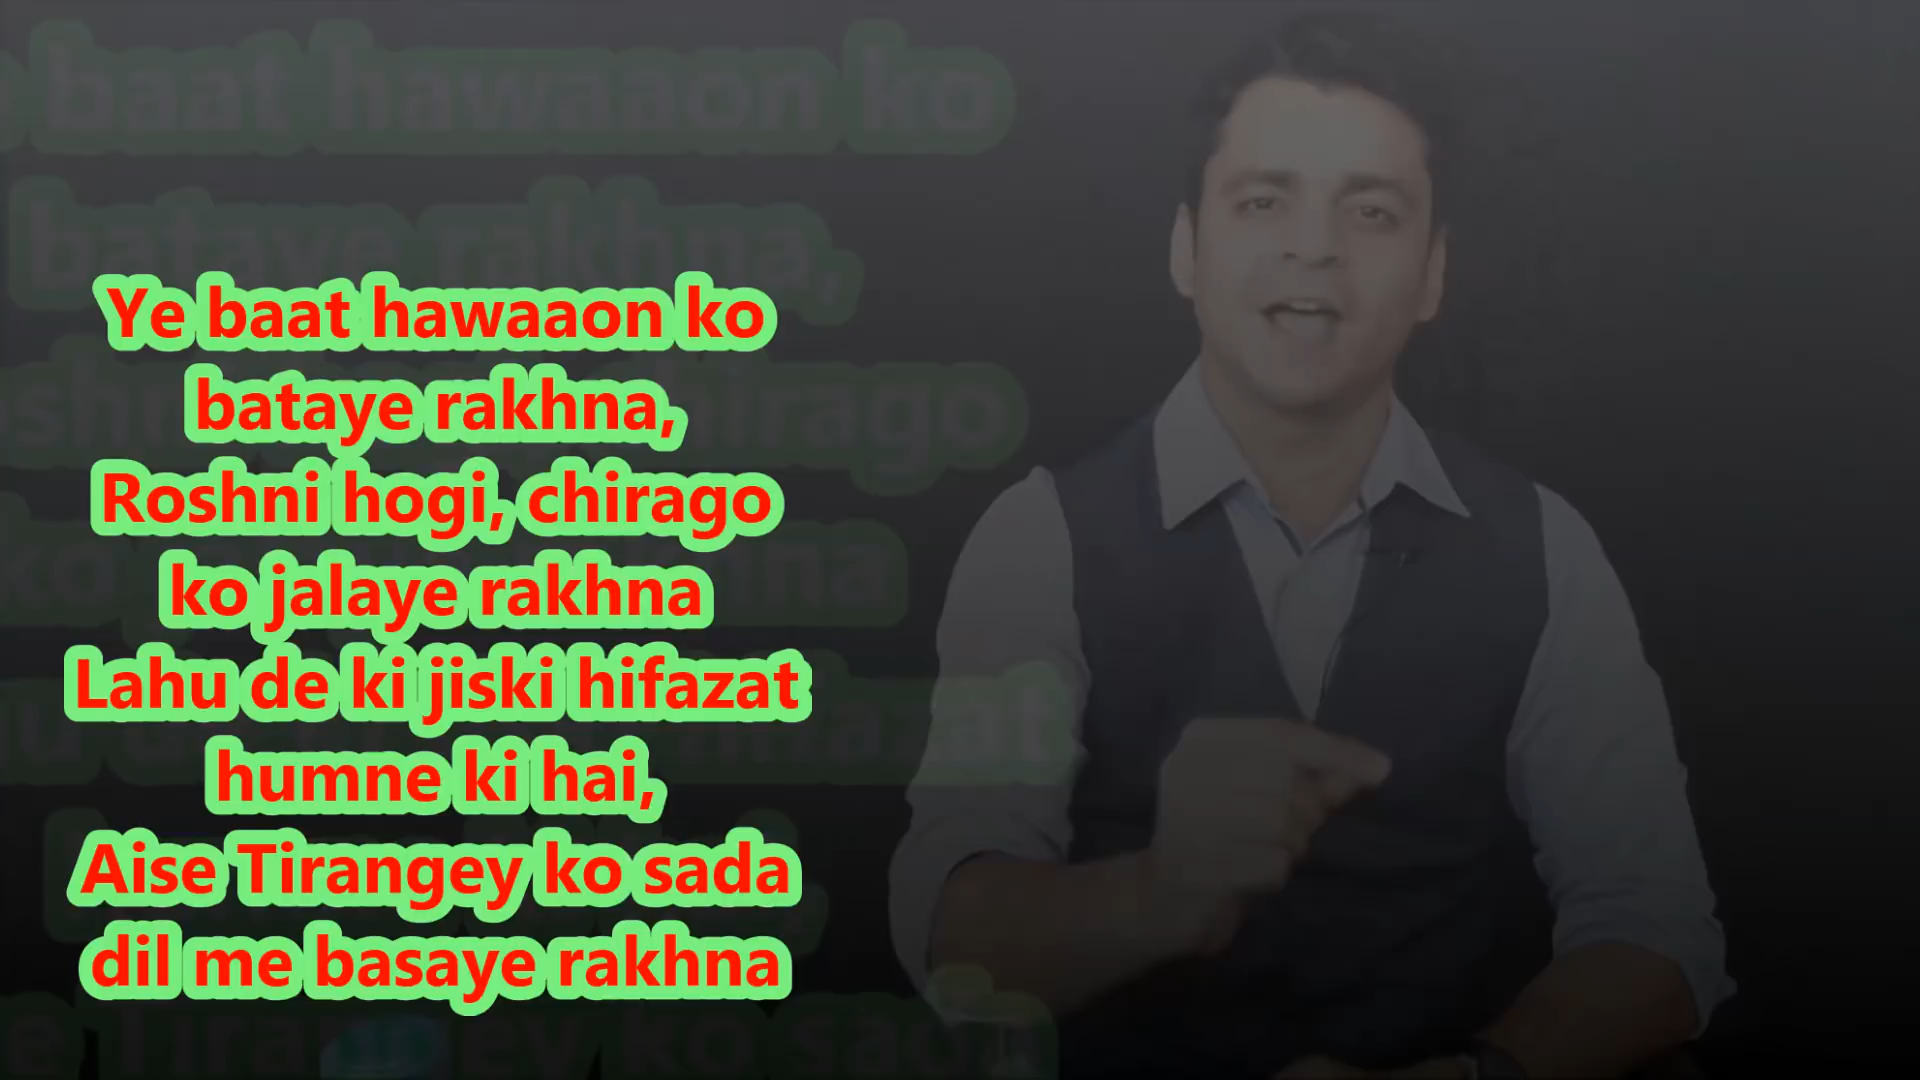 Ye baat hawaaon ko
bataye rakhna,
Roshni hogi, chirago
ko jalaye rakhna
Lahu de ki jiski hifazat
humne ki hai,
Aise Tirangey ko sada
dil me basaye rakhna